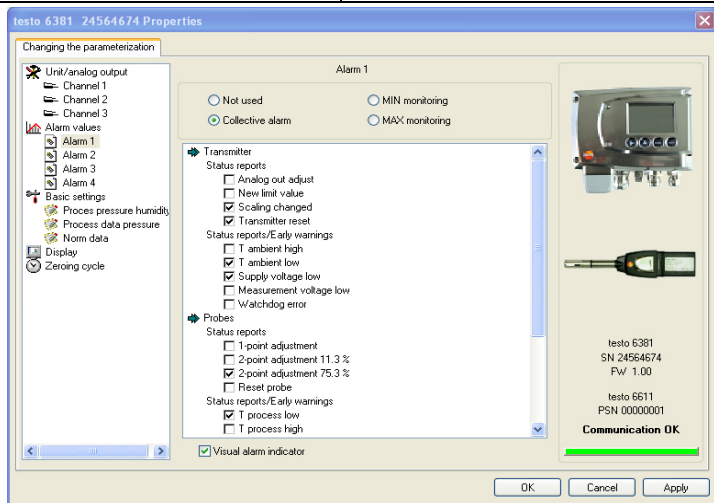 testo 6381 24564674 Properties
Changing the parameterization
Unit/analog output
Channel 1
Channel 2
Channel 3
Alarm values
Alarm 1
Alarm 2
Alarm 3
Alarm 4
Basic settings
Proces pressure humidity
Process data pressure
Norm data
Display
Zeroing cycle
Alarm 1
Not used
MIN monitoring
Collective alarm
MAX monitoring
Transmitter
Status reports
Analog out adjust
New limit value
Scaling changed
Transmitter reset
Status reports/Early warnings
T ambient high
T ambient low
Supply voltage low
Measurement voltage low
Watchdog error
Probes
Status reports
1-point adjustment
2-point adjustment 11.3 %
2-point adjustment 75.3 %
Reset probe
Status reports/Early warnings
T process low
T process high
Visual alarm indicator
testo 6381
SN 24564674
FW 1.00
testo 6611
PSN 00000001
Communication OK
OK
Cancel
Apply